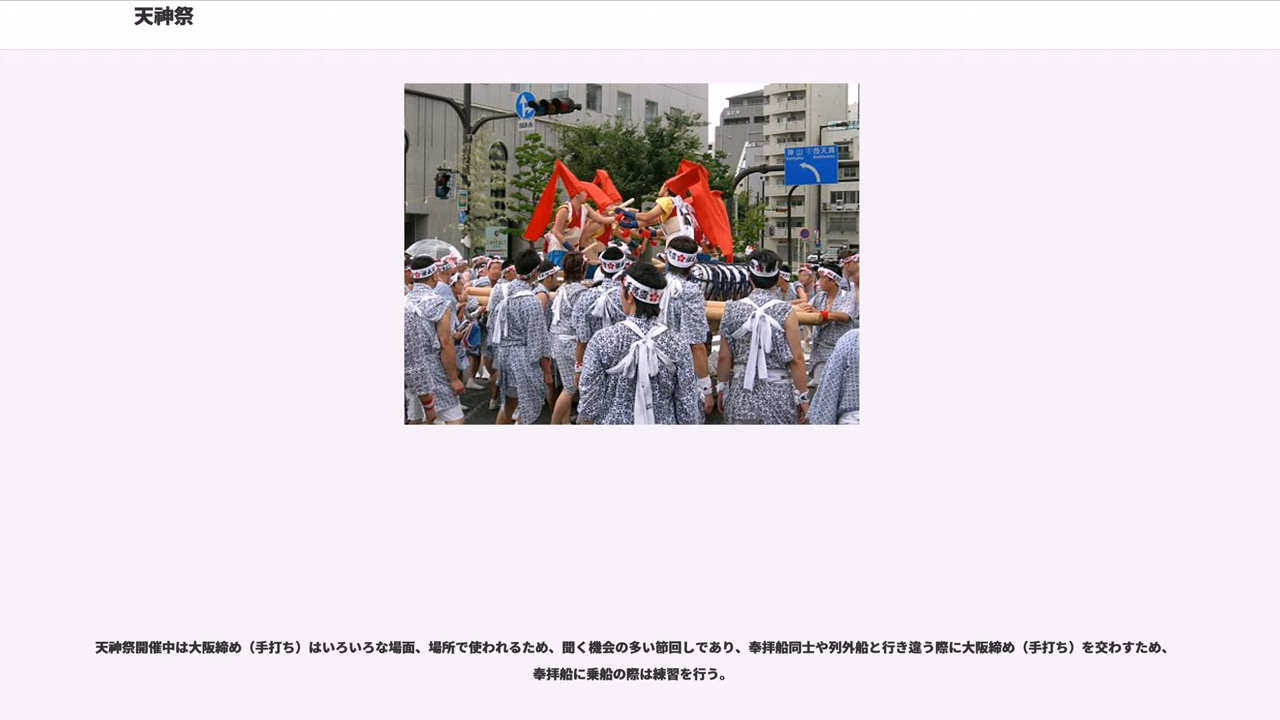 天神祭
天神祭開催中は大阪締め（手打ち）はいろいろな場面、場所で使われるため、聞く機会の多い節回しであり、奉拝船同士や列外船と行き違う際に大阪締め（手打ち）を交わすため、
奉拝船に乗船の際は練習を行う。